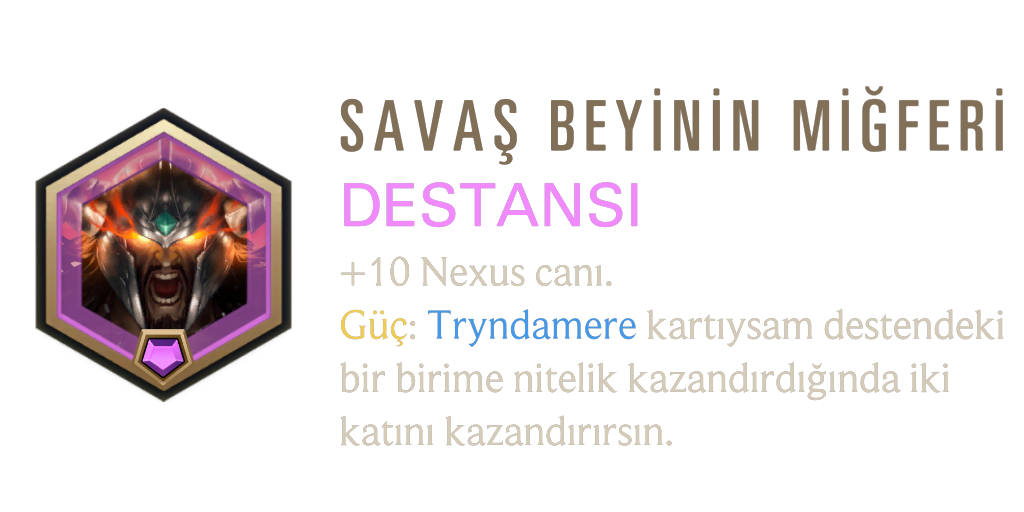 SAVAŞ BEYİNİN MİĞFERİ
DESTANSI
+10 Nexus canı.
Güç: Tryndamere kartıysam destendeki
bir birime nitelik kazandırdığında iki
katını kazandırırsın.